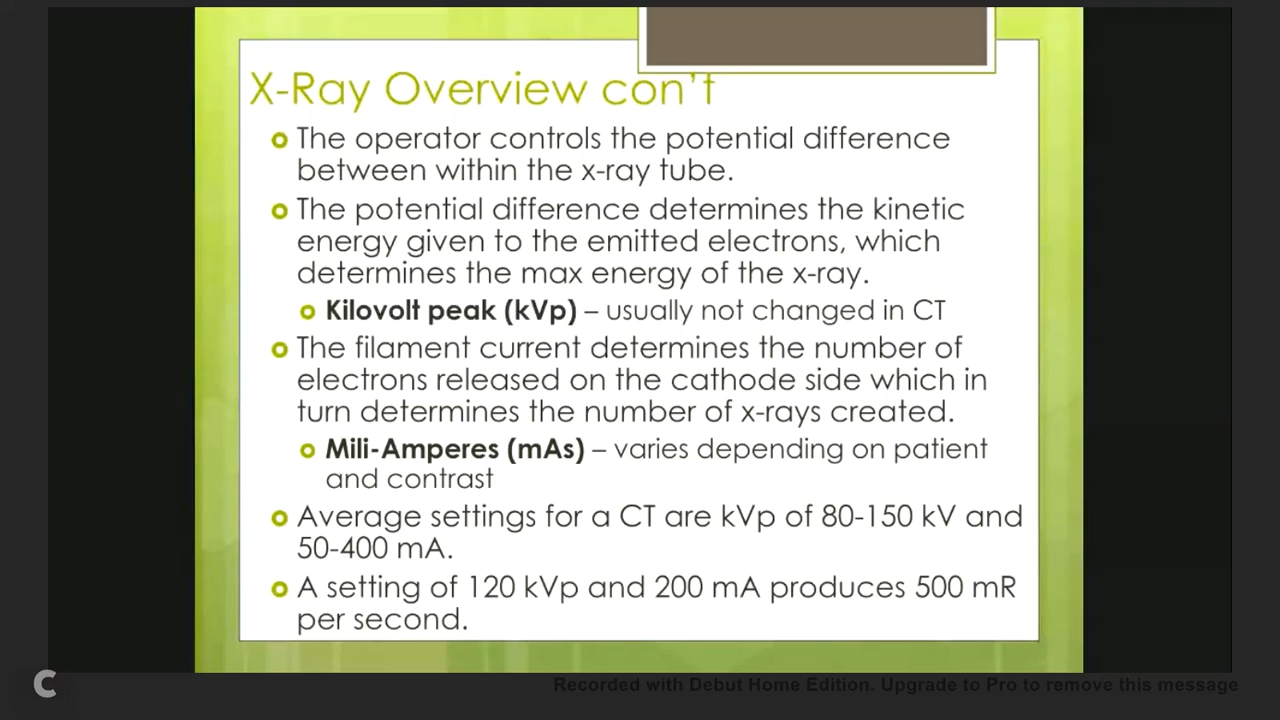 X-Ray Overview con't
The operator controls the potential difference
between within the x-ray tube.
The potential difference determines the kinetic
energy given to the emitted electrons, which
determines the max energy of the x-ray.
Kilovolt peak (kVp) – usually not changed in CT
The filament current determines the number of
electrons released on the cathode side which in
turn determines the number of x-rays created.
Mili-Amperes (mAs) – varies depending on patient
and contrast
Average settings for a CT are kVp of 80-150 kV and
50-400 mA.
A setting of 120 kVp and 200 mA produces 500 mR
per second.
C
Recorded with Debut Home Edition. Upgrade to Pro to remove this message